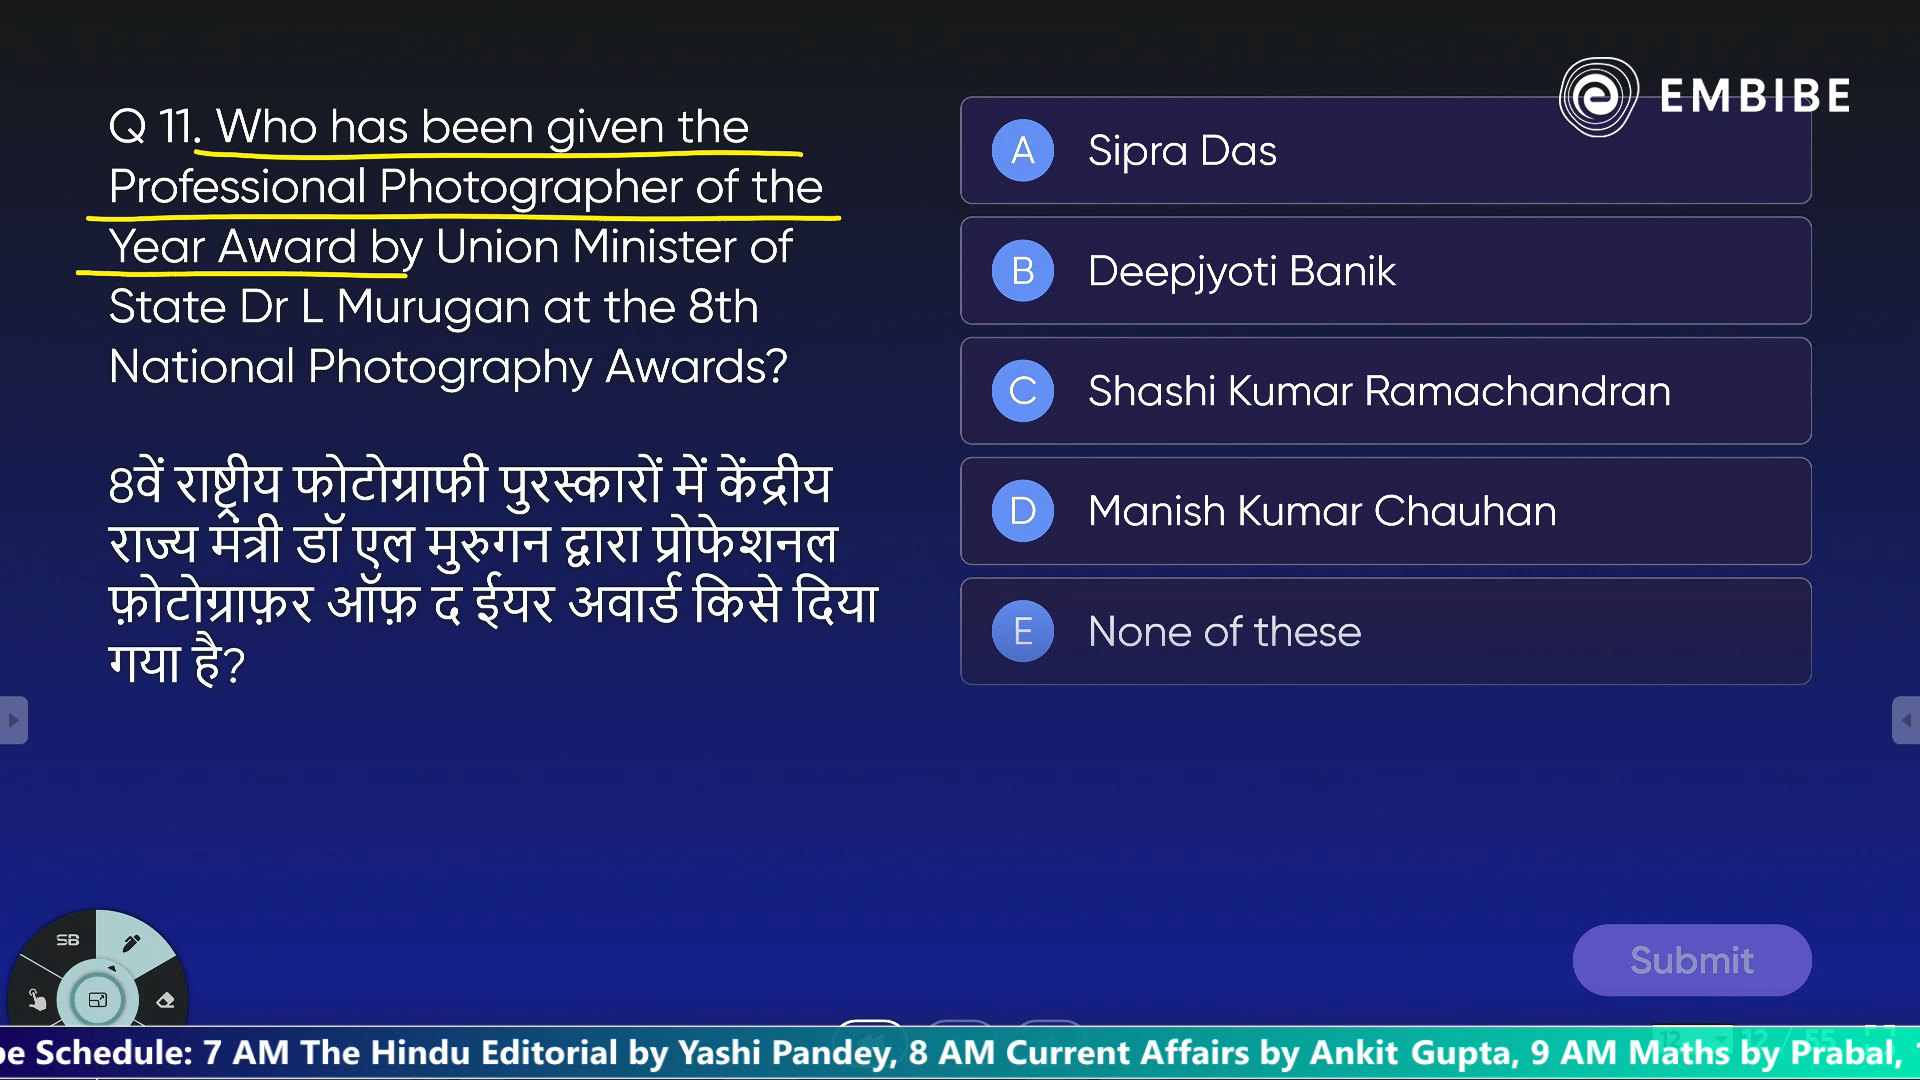 EMBIBE
Q 11. Who has been given the
Professional Photographer of the
Year Award by Union Minister of
State Dr L Murugan at the 8th
National Photography Awards?
8वें राष्ट्रीय फोटोग्राफी पुरस्कारों में केंद्रीय
राज्य मंत्री डॉ एल मुरुगन द्वारा प्रोफेशनल
फ़ोटोग्राफ़र ऑफ़ द ईयर अवार्ड किसे दिया
गया है?
A Sipra Das
B Deepjyoti Banik
C Shashi Kumar Ramachandran
D Manish Kumar Chauhan
E None of these
Submit
SB
be Schedule: 7 AM The Hindu Editorial by Yashi Pandey, 8 AM Current Affairs by Ankit Gupta, 9 AM Maths by Prabal,